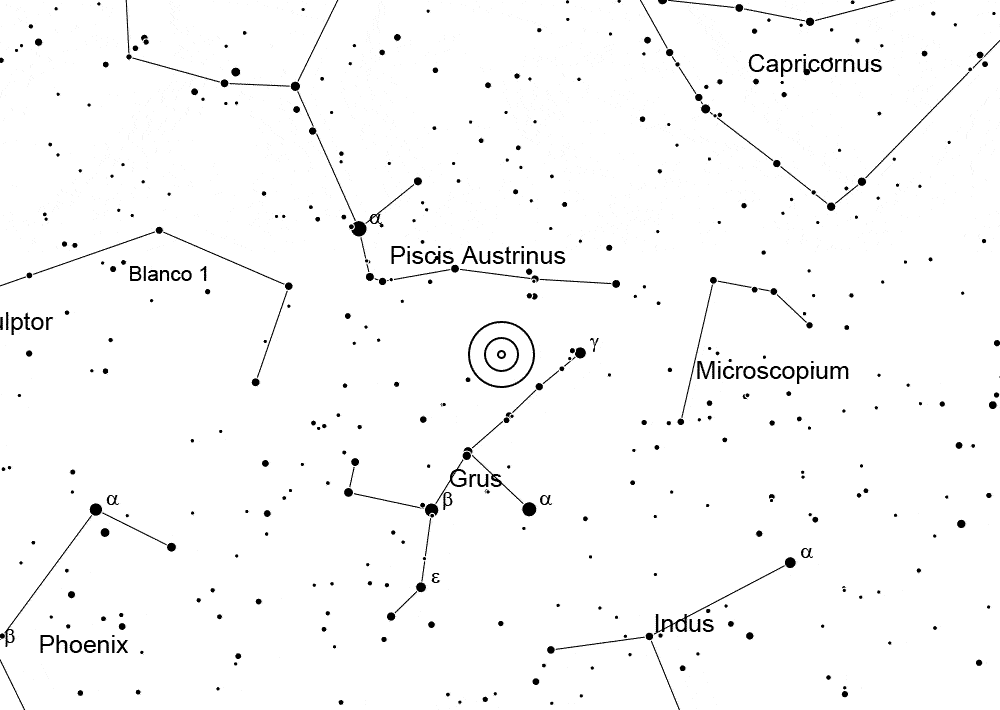 Capricornus
α
Piscis Austrinus
Blanco 1
ulptor
γ
Microscopium
Grus
α
β
α
α
ε
Indus
β
Phoenix